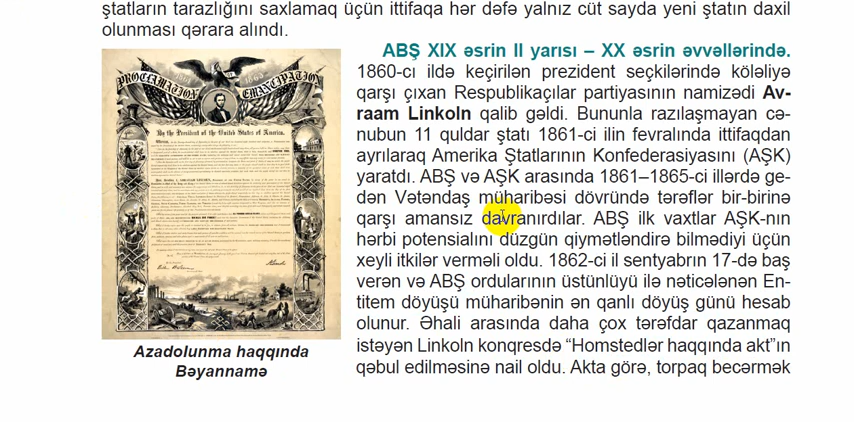 ştatların tarazlığını saxlamaq üçün ittifaqa hər dəfə yalnız cüt sayda yeni ştatın daxil
olunması qərara alındı.
ABŞ XIX əsrin II yarısı – XX əsrin əvvəllərində.
1860-cı ildə keçirilən prezident seçkilərində köləliyə
qarşı çıxan Respublikaçılar partiyasının namizədi Av-
raam Linkoln qalib gəldi. Bununla razılaşmayan cə-
nubun 11 quldar ştatı 1861-ci ilin fevralında ittifaqdan
ayrılaraq Amerika Ştatlarının Konfederasiyasını (AŞK)
yaratdı. ABŞ və AŞK arasında 1861–1865-ci illərdə ge-
dən Vətəndaş müharibəsi dövründə tərəflər bir-birinə
qarşı amansız davranırdılar. ABŞ ilk vaxtlar AŞK-nın
hərbi potensialını düzgün qiymətləndirə bilmədiyi üçün
xeyli itkilər verməli oldu. 1862-ci il sentyabrın 17-də baş
verən və ABŞ ordularının üstünlüyü ilə nəticələnən En-
titem döyüşü müharibənin ən qanlı döyüş günü hesab
olunur. Əhali arasında daha çox tərəfdar qazanmaq
istəyən Linkoln konqresdə “Homstedlər haqqında akt”ın
qəbul edilməsinə nail oldu. Akta görə, torpaq becərmək
PROCLAMATION EMANCIPATION
By the President of the United States of America.
Azadolunma haqqında
Bəyannamə